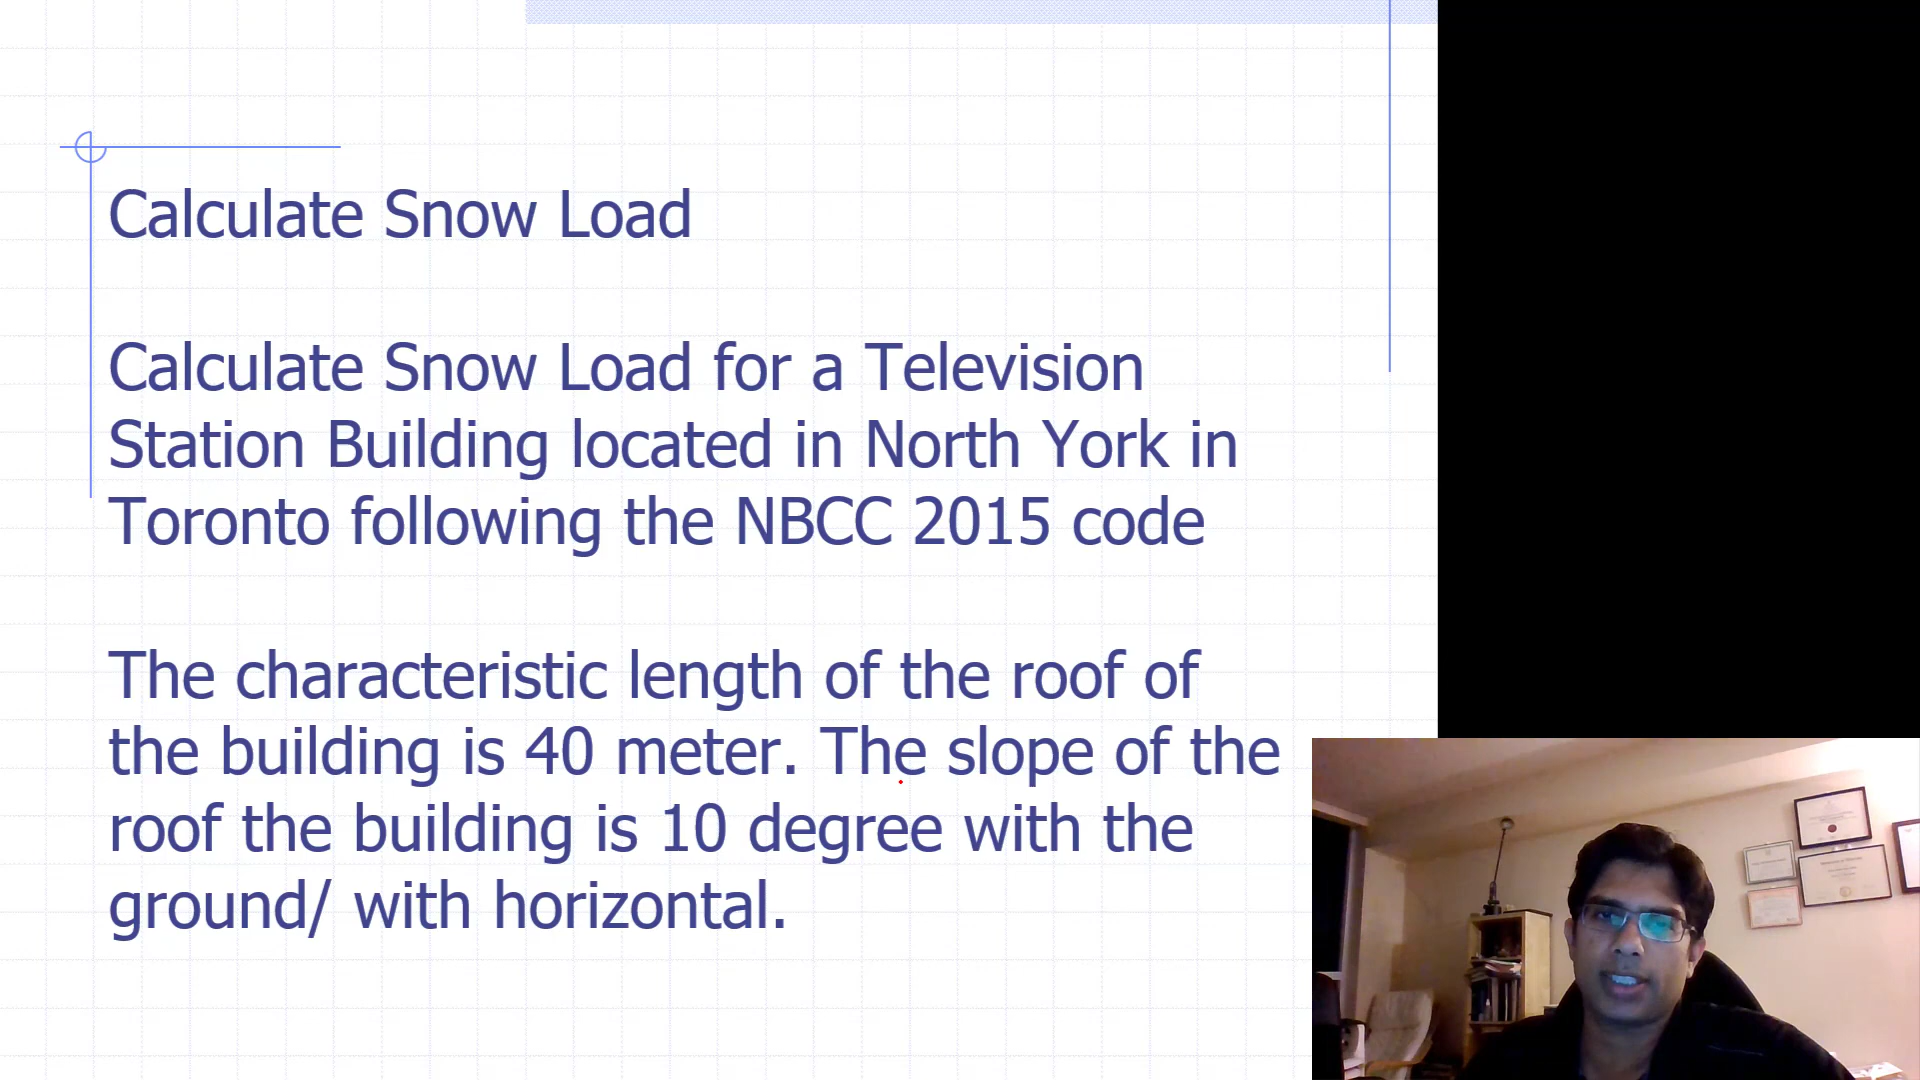 Calculate Snow Load
Calculate Snow Load for a Television
Station Building located in North York in
Toronto following the NBCC 2015 code
The characteristic length of the roof of
the building is 40 meter. The slope of the
roof the building is 10 degree with the
ground/ with horizontal.